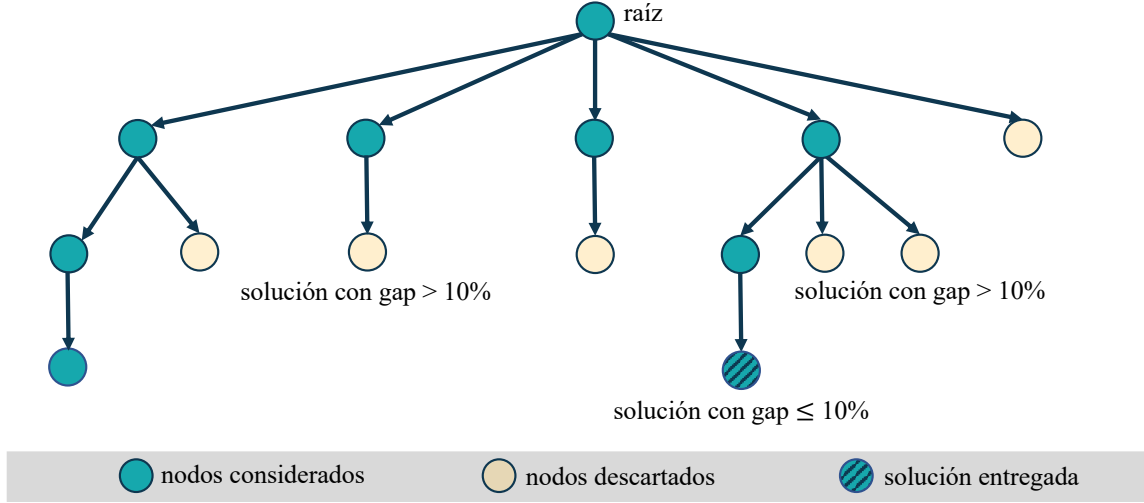 raíz
solución con gap > 10%
solución con gap > 10%
solución con gap ≤ 10%
nodos considerados
nodos descartados
solución entregada